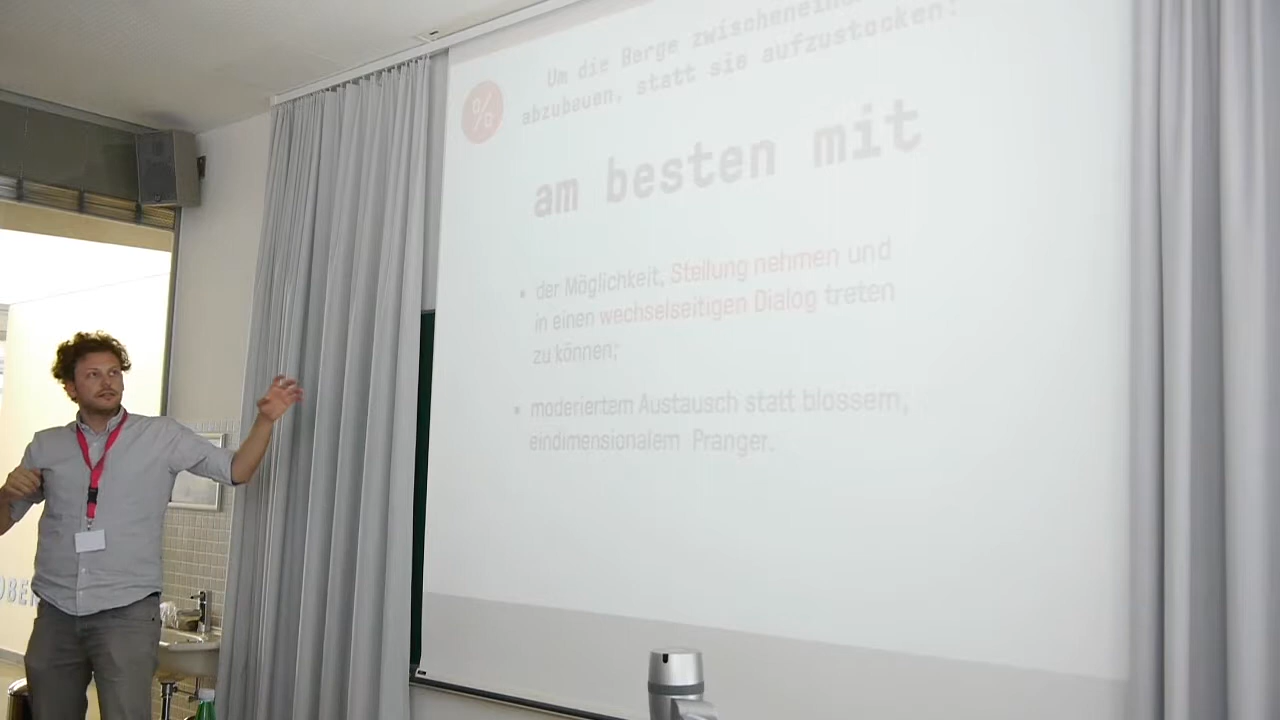 Um die Berge
abzubauen, statt sie aufzustocken:
%
am besten mit
• der Möglichkeit, Stellung nehmen und
in einen wechselseitigen Dialog treten
zu können;
• moderiertem Austausch statt blossem,
eindimensionalem Pranger.